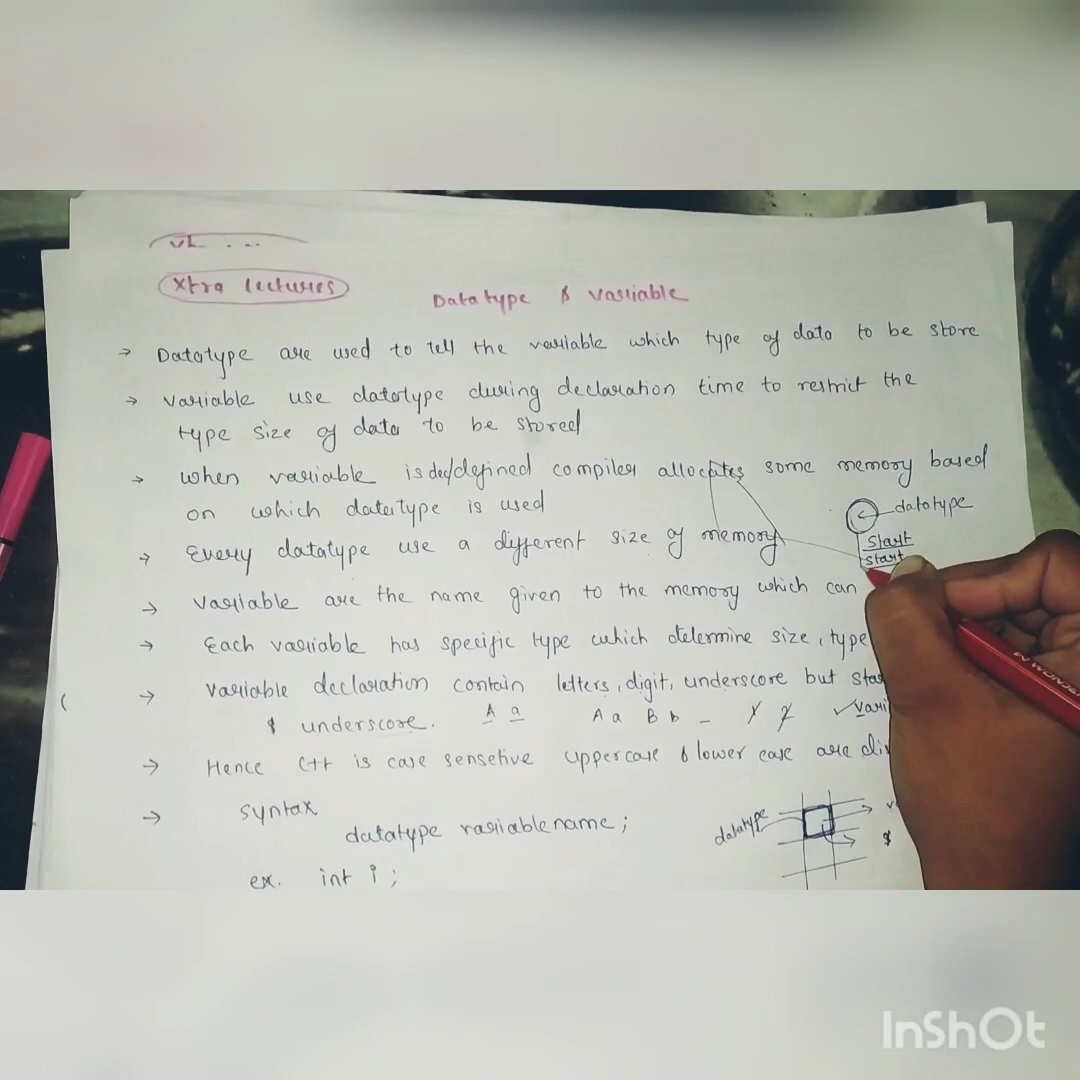 Xtra lectures
Datatype & variable
→ Datatype are used to tell the variable which type of data to be store
→ variable use datatype during declaration time to restrict the
type size of data to be stored
→ when variable is defined compiler allocates some memory based
on which datatype is used
datatype
→ Every datatype use a different size of memory
Start
start
→ Variable are the name given to the memory which can
→ Each variable has specific type which determine size, type
→ variable declaration contain letters, digit, underscore but
& underscore. A a A a B b _
→ Hence C++ is case sensetive uppercase & lower case are
→ syntax
datatype variablename;
datatype
ex. int i;
InShOt